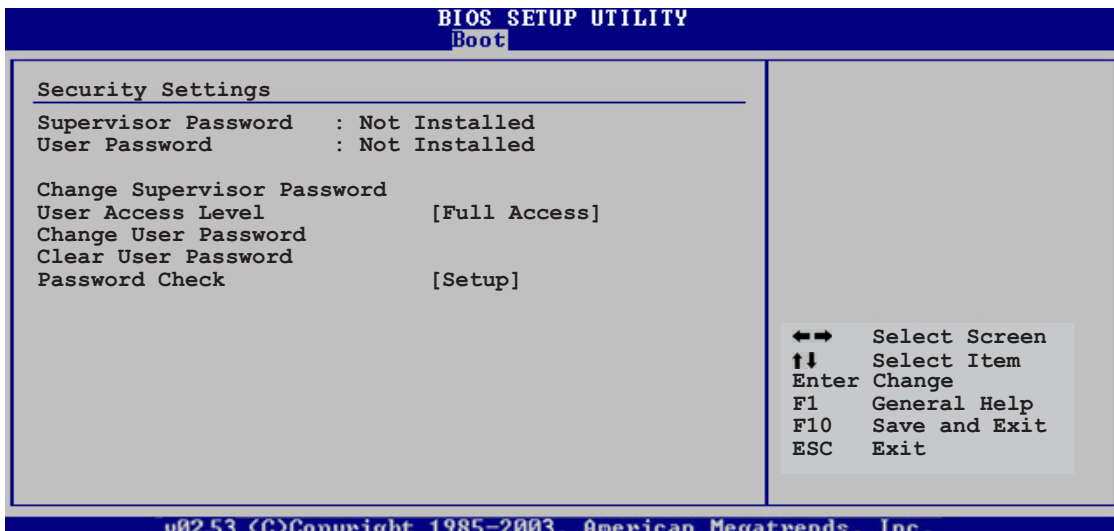 BIOS SETUP UTILITY
Boot
Security Settings
Supervisor Password : Not Installed
User Password : Not Installed
Change Supervisor Password
User Access Level [Full Access]
Change User Password
Clear User Password
Password Check [Setup]
←→ Select Screen
↑↓ Select Item
Enter Change
F1 General Help
F10 Save and Exit
ESC Exit
v02.53 (C)Copyright 1985-2003, American Megatrends, Inc.